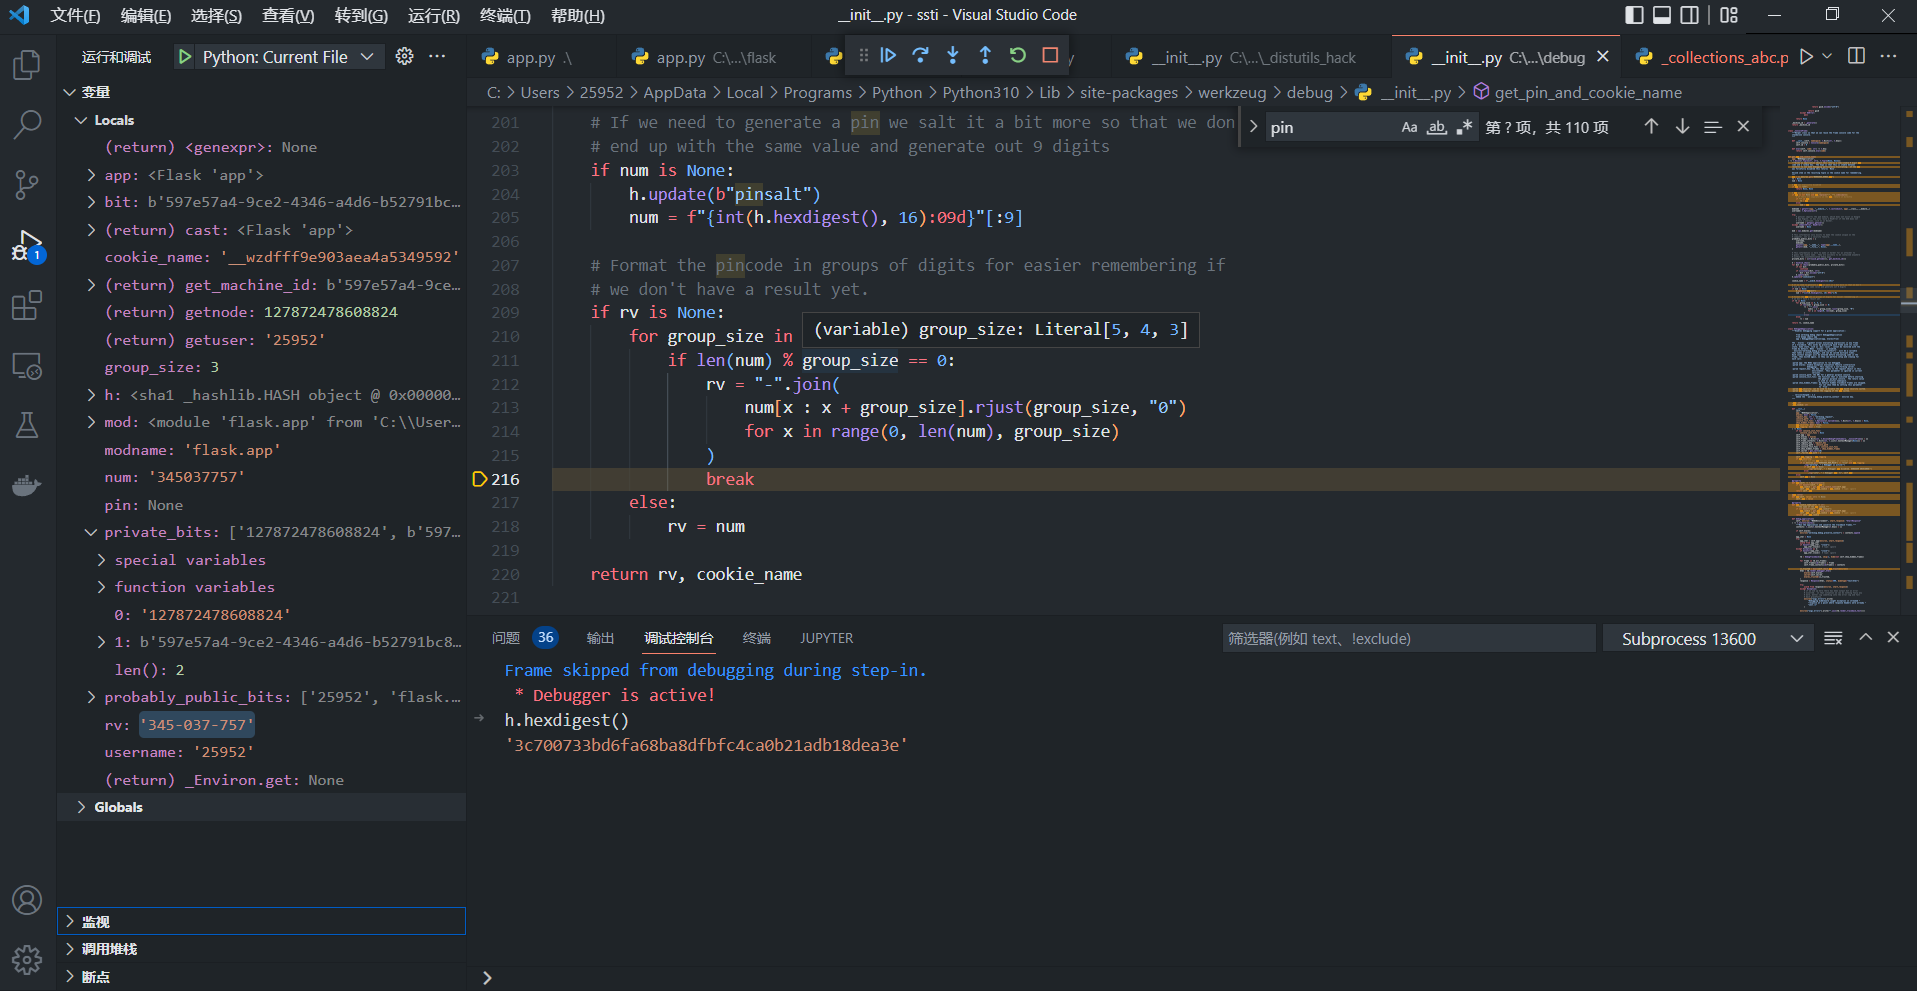 文件(F) 编辑(E) 选择(S) 查看(V) 转到(G) 运行(R) 终端(T) 帮助(H) __init__.py - ssti - Visual Studio Code
运行和调试 Python: Current File
app.py .\ app.py C:\...\flask __init__.py C:\...\_distutils_hack __init__.py C:\...\debug _collections_abc.p
C: > Users > 25952 > AppData > Local > Programs > Python > Python310 > Lib > site-packages > werkzeug > debug > __init__.py > get_pin_and_cookie_name
pin Aa ab 第 ? 项，共 110 项
变量
Locals
(return) <genexpr>: None
app: <Flask 'app'>
bit: b'597e57a4-9ce2-4346-a4d6-b52791bc...
(return) cast: <Flask 'app'>
cookie_name: '__wzdfff9e903aea4a5349592'
(return) get_machine_id: b'597e57a4-9ce...
(return) getnode: 127872478608824
(return) getuser: '25952'
group_size: 3
h: <sha1 _hashlib.HASH object @ 0x00000...
mod: <module 'flask.app' from 'C:\\User...
modname: 'flask.app'
num: '345037757'
pin: None
private_bits: ['127872478608824', b'597...
special variables
function variables
0: '127872478608824'
1: b'597e57a4-9ce2-4346-a4d6-b52791bc8...
len(): 2
probably_public_bits: ['25952', 'flask....
rv: '345-037-757'
username: '25952'
(return) _Environ.get: None
Globals
监视
调用堆栈
断点
1
201 # If we need to generate a pin we salt it a bit more so that we don
202 # end up with the same value and generate out 9 digits
203 if num is None:
204 h.update(b"pinsalt")
205 num = f"{int(h.hexdigest(), 16):09d}"[:9]
206
207 # Format the pincode in groups of digits for easier remembering if
208 # we don't have a result yet.
209 if rv is None:
210 for group_size in
(variable) group_size: Literal[5, 4, 3]
211 if len(num) % group_size == 0:
212 rv = "-".join(
213 num[x : x + group_size].rjust(group_size, "0")
214 for x in range(0, len(num), group_size)
215 )
216 break
217 else:
218 rv = num
219
220 return rv, cookie_name
221
问题 36 输出 调试控制台 终端 JUPYTER 筛选器(例如 text、!exclude) Subprocess 13600
Frame skipped from debugging during step-in.
* Debugger is active!
h.hexdigest()
'3c700733bd6fa68ba8dfbfc4ca0b21adb18dea3e'